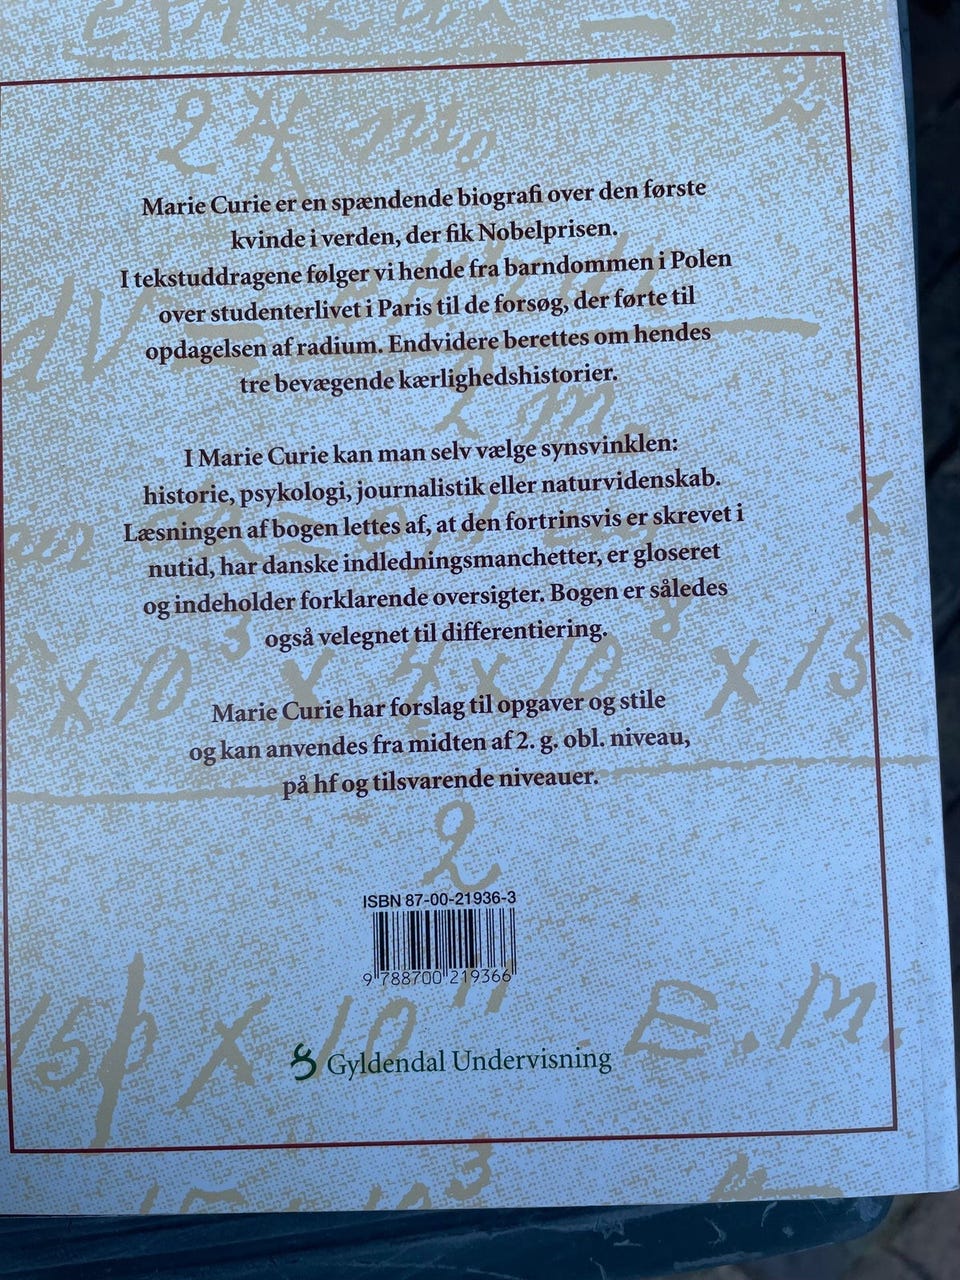 Marie Curie er en spændende biografi over den første
kvinde i verden, der fik Nobelprisen.
I tekstuddragene følger vi hende fra barndommen i Polen
over studenterlivet i Paris til de forsøg, der førte til
opdagelsen af radium. Endvidere berettes om hendes
tre bevægende kærlighedshistorier.
I Marie Curie kan man selv vælge synsvinklen:
historie, psykologi, journalistik eller naturvidenskab.
Læsningen af bogen lettes af, at den fortrinsvis er skrevet i
nutid, har danske indledningsmanchetter, er gloseret
og indeholder forklarende oversigter. Bogen er således
også velegnet til differentiering.
Marie Curie har forslag til opgaver og stile
og kan anvendes fra midten af 2. g. obl. niveau,
på hf og tilsvarende niveauer.
ISBN 87-00-21936-3
9 788700 219366
Gyldendal Undervisning